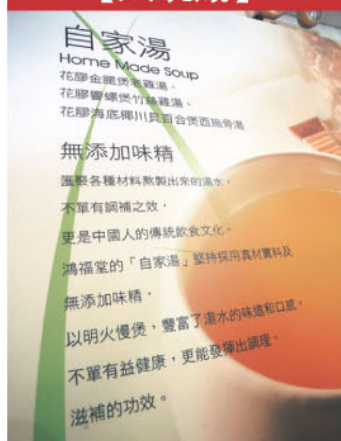 自家湯
Home Made Soup
花膠金腿煲老雞湯、
花膠響螺煲竹絲雞湯、
花膠海底椰川貝百合煲西施骨湯
無添加味精
匯聚各種材料熬製出來的湯水，
不單有調補之效，
更是中國人的傳統飲食文化。
鴻福堂的「自家湯」堅持採用真材實料及
無添加味精，
以明火慢煲，豐富了湯水的味道和口感，
不單有益健康，更能發揮出調理、
滋補的功效。